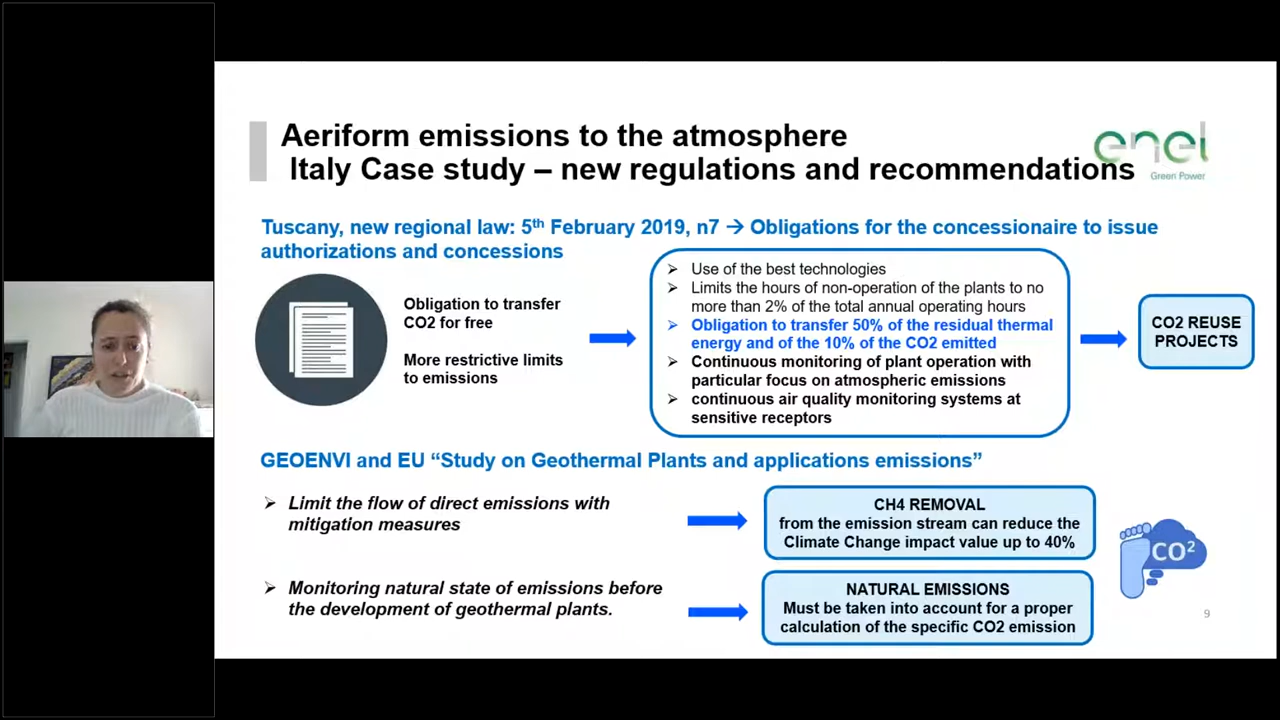 Aeriform emissions to the atmosphere
Italy Case study – new regulations and recommendations
enel
Green Power
Tuscany, new regional law: 5th February 2019, n7 → Obligations for the concessionaire to issue
authorizations and concessions
Obligation to transfer
CO2 for free
More restrictive limits
to emissions
➢ Use of the best technologies
➢ Limits the hours of non-operation of the plants to no
more than 2% of the total annual operating hours
➢ Obligation to transfer 50% of the residual thermal
energy and of the 10% of the CO2 emitted
➢ Continuous monitoring of plant operation with
particular focus on atmospheric emissions
➢ continuous air quality monitoring systems at
sensitive receptors
CO2 REUSE
PROJECTS
GEOENVI and EU “Study on Geothermal Plants and applications emissions”
➢ Limit the flow of direct emissions with
mitigation measures
CH4 REMOVAL
from the emission stream can reduce the
Climate Change impact value up to 40%
➢ Monitoring natural state of emissions before
the development of geothermal plants.
NATURAL EMISSIONS
Must be taken into account for a proper
calculation of the specific CO2 emission
CO²
9